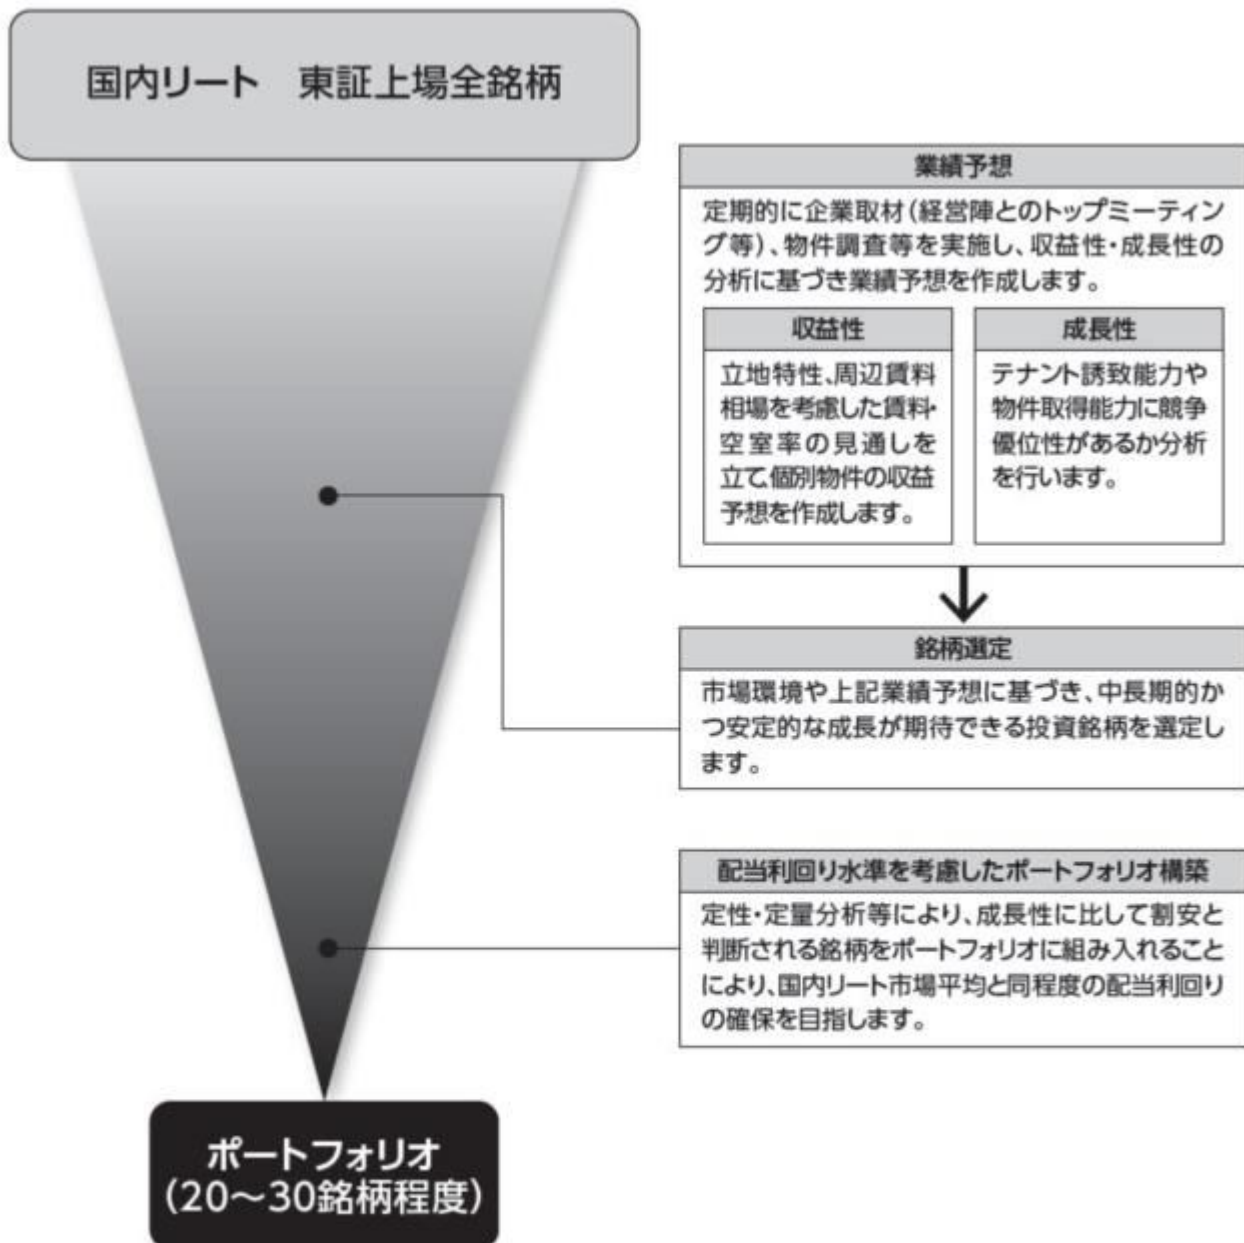 国内リート　東証上場全銘柄
業績予想
定期的に企業取材(経営陣とのトップミーティン
グ等)、物件調査等を実施し、収益性・成長性の
分析に基づき業績予想を作成します。
収益性
立地特性、周辺賃料
相場を考慮した賃料・
空室率の見通しを
立て、個別物件の収益
予想を作成します。
成長性
テナント誘致能力や
物件取得能力に競争
優位性があるか分析
を行います。
銘柄選定
市場環境や上記業績予想に基づき、中長期的か
つ安定的な成長が期待できる投資銘柄を選定し
ます。
配当利回り水準を考慮したポートフォリオ構築
定性・定量分析等により、成長性に比して割安と
判断される銘柄をポートフォリオに組み入れること
により、国内リート市場平均と同程度の配当利回り
の確保を目指します。
ポートフォリオ
(20～30銘柄程度)